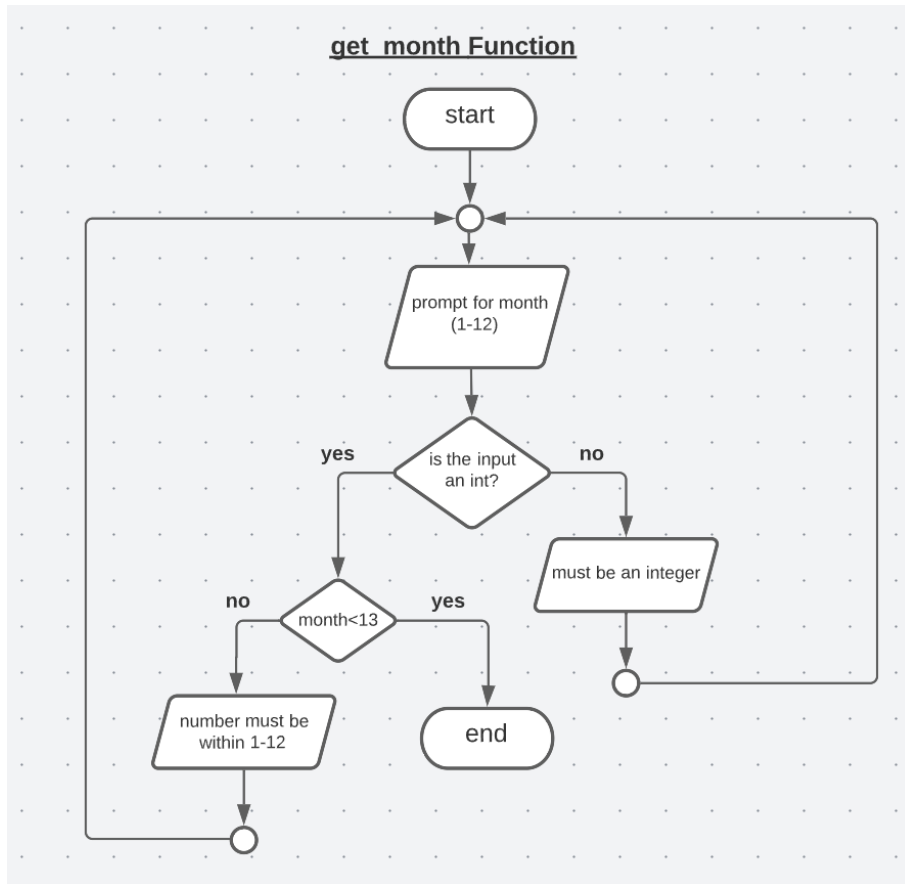 get_month Function
start
prompt for month
(1-12)
yes
is the input
an int?
no
must be an integer
no
month<13
yes
number must be
within 1-12
end